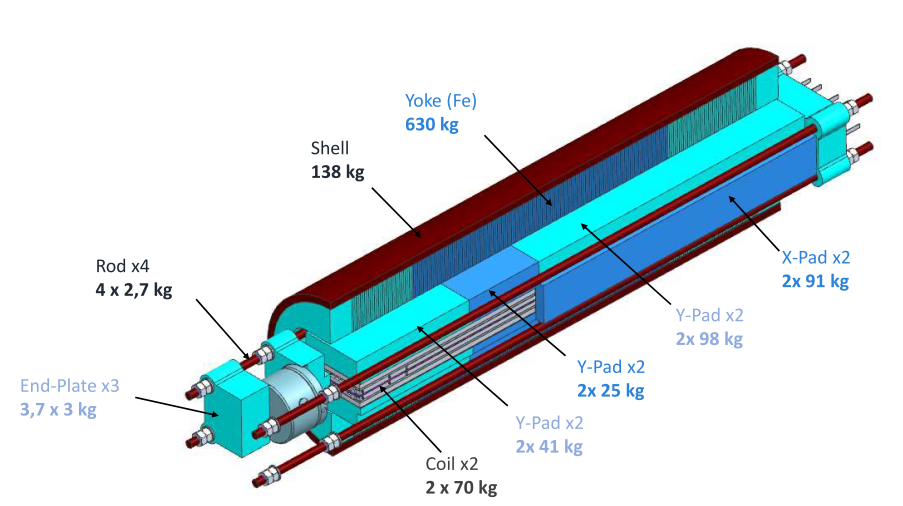 Yoke (Fe)
630 kg
Shell
138 kg
Rod x4
4 x 2,7 kg
X-Pad x2
2x 91 kg
Y-Pad x2
2x 98 kg
Y-Pad x2
2x 25 kg
End-Plate x3
3,7 x 3 kg
Y-Pad x2
2x 41 kg
Coil x2
2 x 70 kg